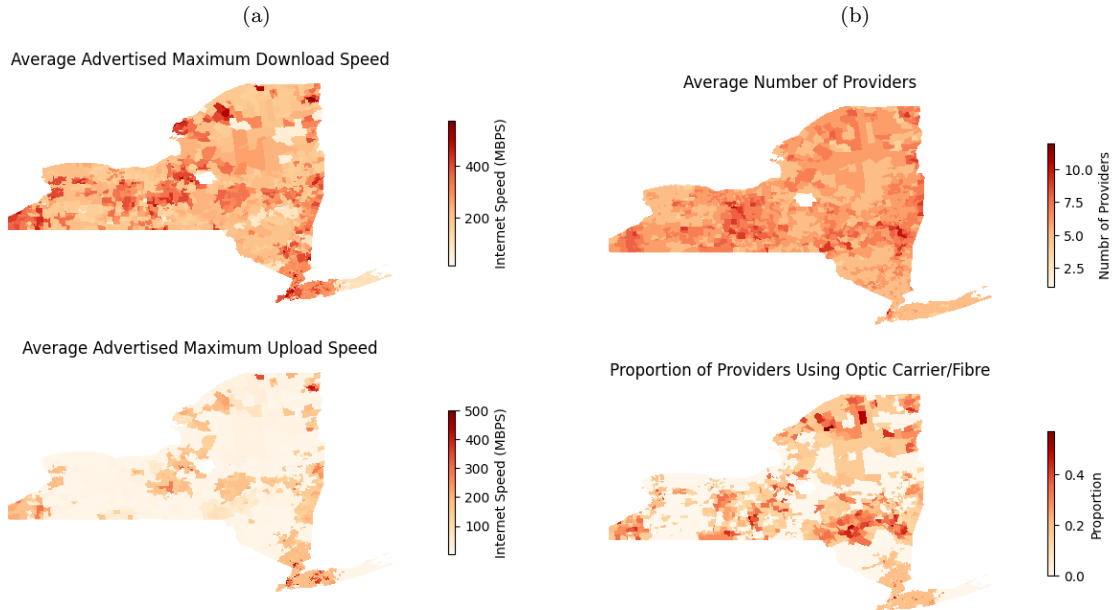 (a)
Average Advertised Maximum Download Speed
400
200
Internet Speed (MBPS)
Average Advertised Maximum Upload Speed
500
400
300
200
100
Internet Speed (MBPS)
(b)
Average Number of Providers
10.0
7.5
5.0
2.5
Numbr of Providers
Proportion of Providers Using Optic Carrier/Fibre
0.4
0.2
0.0
Proportion